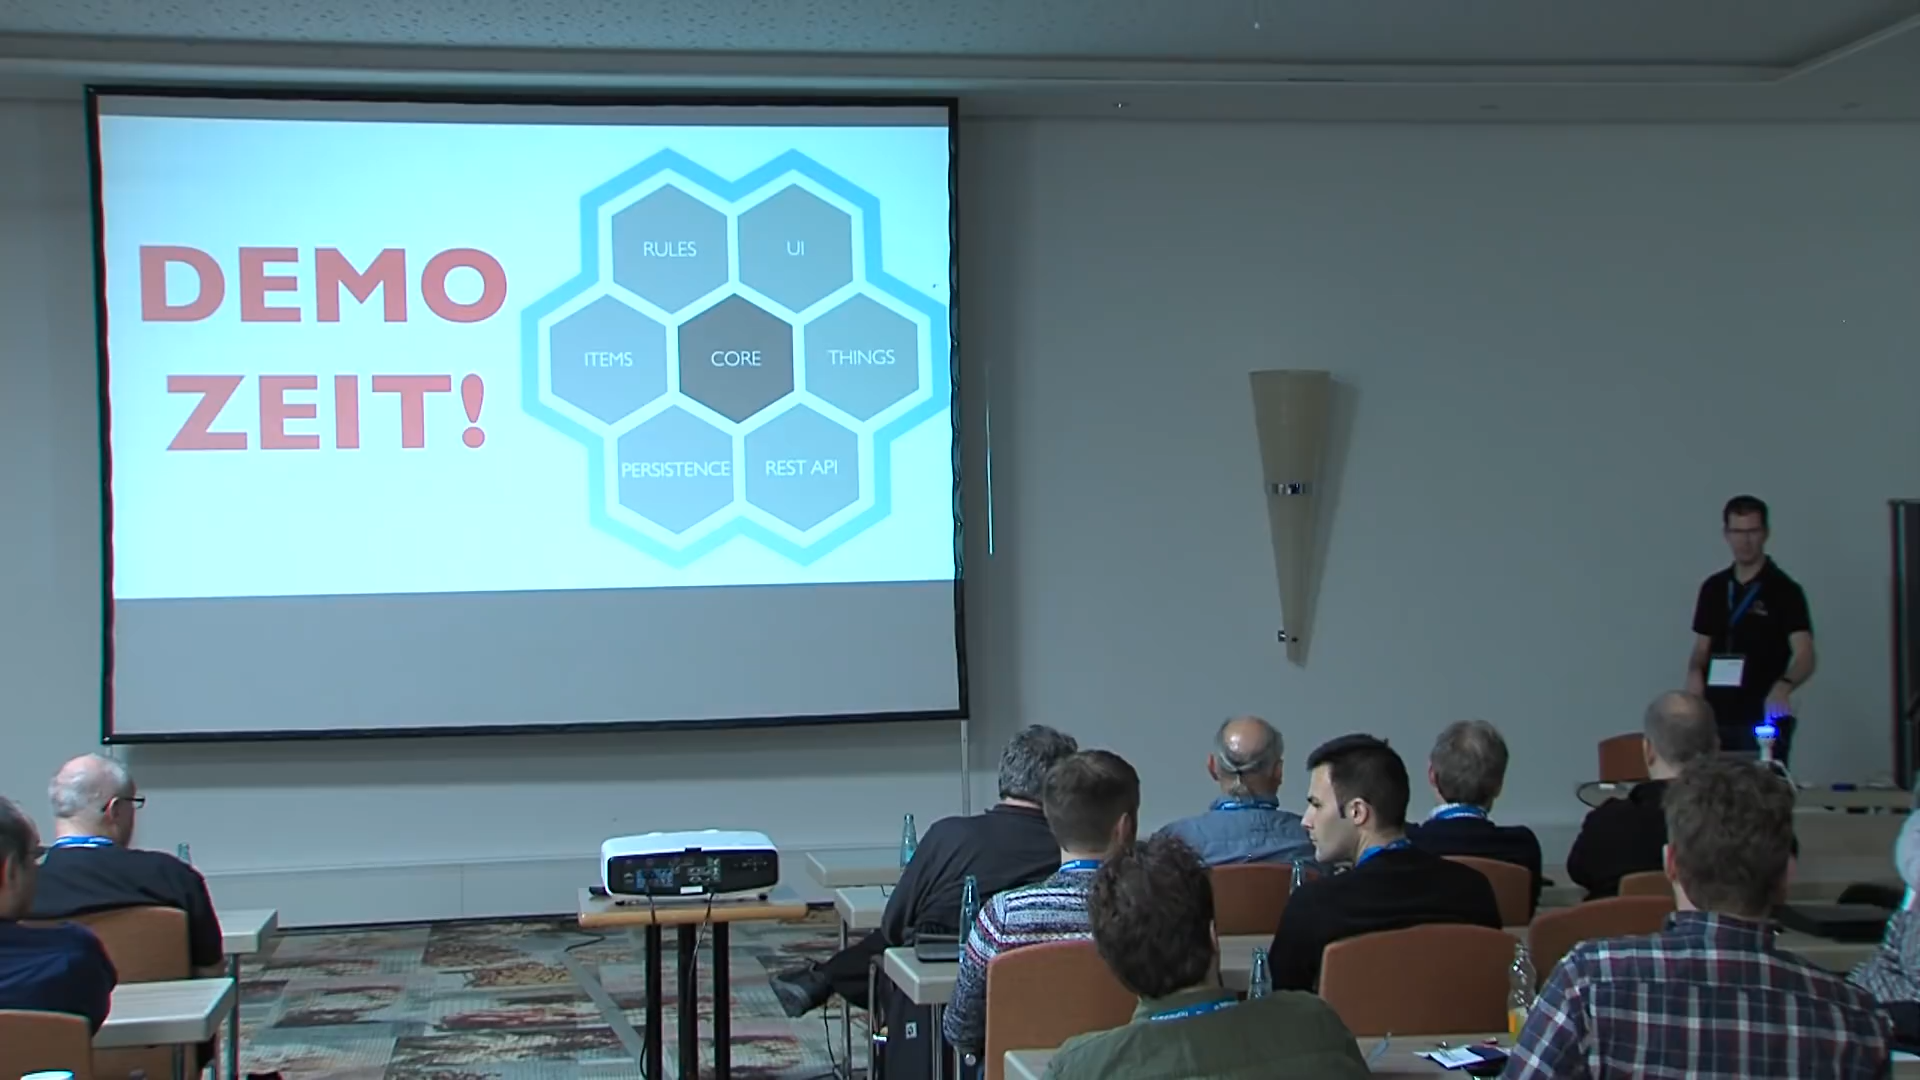 DEMO
ZEIT!
RULES
UI
ITEMS
CORE
THINGS
PERSISTENCE
REST API